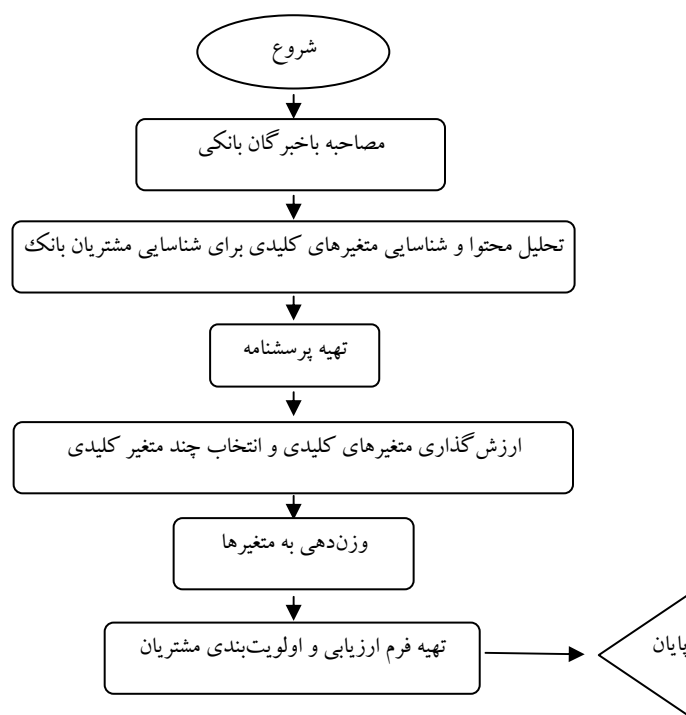 شروع
مصاحبه باخبرگان بانکی
تحلیل محتوا و شناسایی متغیرهای کلیدی برای شناسایی مشتریان بانک
تهیه پرسشنامه
ارزش‌گذاری متغیرهای کلیدی و انتخاب چند متغیر کلیدی
وزن‌دهی به متغیرها
تهیه فرم ارزیابی و اولویت‌بندی مشتریان
پایان